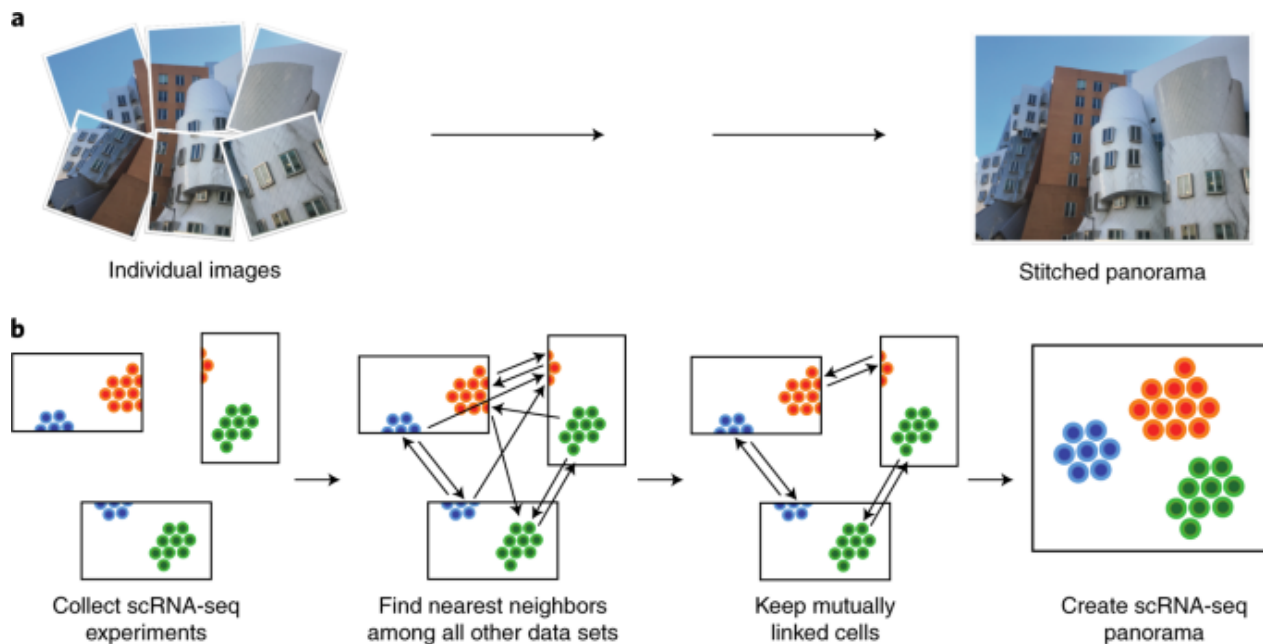 a
Individual images
Stitched panorama
b
Collect scRNA-seq
experiments
Find nearest neighbors
among all other data sets
Keep mutually
linked cells
Create scRNA-seq
panorama